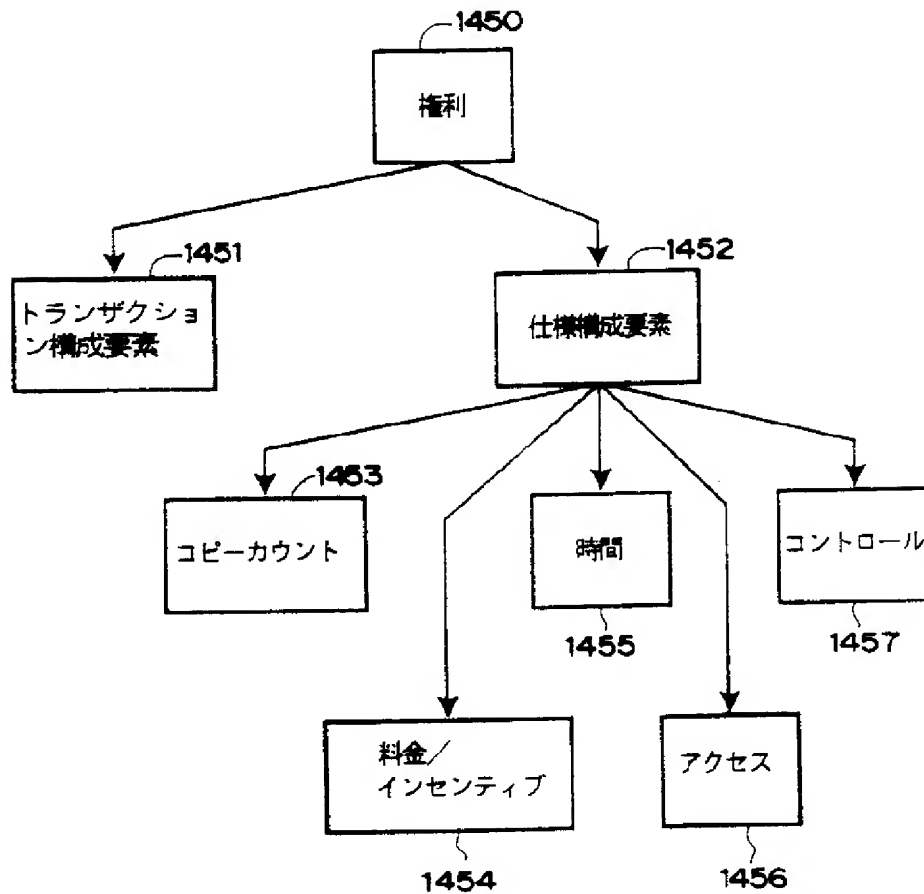 1450
権利
1451
トランザクショ
ン構成要素
1452
仕様構成要素
1453
コピーカウント
時間
1455
コントロール
1457
料金／
インセンティブ
1454
アクセス
1456